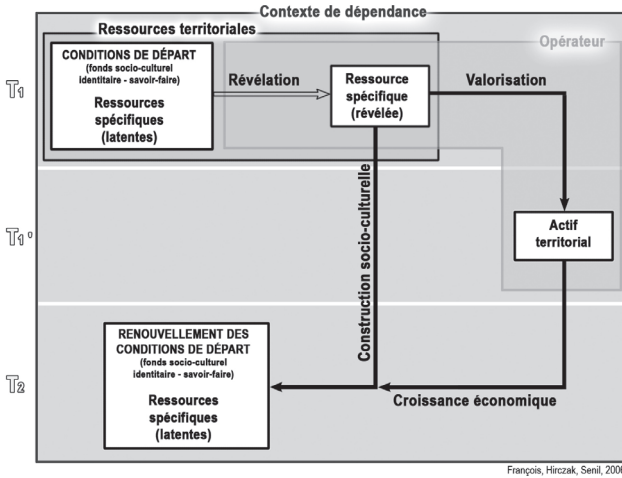 Contexte de dépendance
Ressources territoriales
Opérateur
T1
CONDITIONS DE DÉPART
(fonds socio-culturel
identitaire - savoir-faire)
Ressources
spécifiques
(latentes)
Révélation
Ressource
spécifique
(révélée)
Valorisation
Construction socio-culturelle
T1'
Actif
territorial
T2
RENOUVELLEMENT DES
CONDITIONS DE DÉPART
(fonds socio-culturel
identitaire - savoir-faire)
Ressources
spécifiques
(latentes)
Croissance économique
François, Hirczak, Senil, 2006